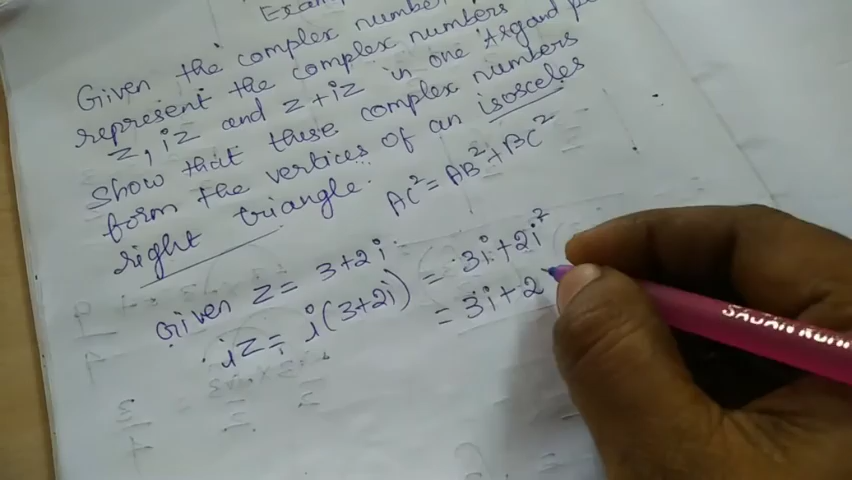 Exam
Given the complex number
represent the complex numbers
z, iz and z+iz in one Argand
Show that these complex numbers
form the vertices of an isosceles
right triangle.
AC² = AB² + BC²
Given z = 3+2i
iz = i(3+2i) = 3i+2i²
= 3i+2
SAJAN